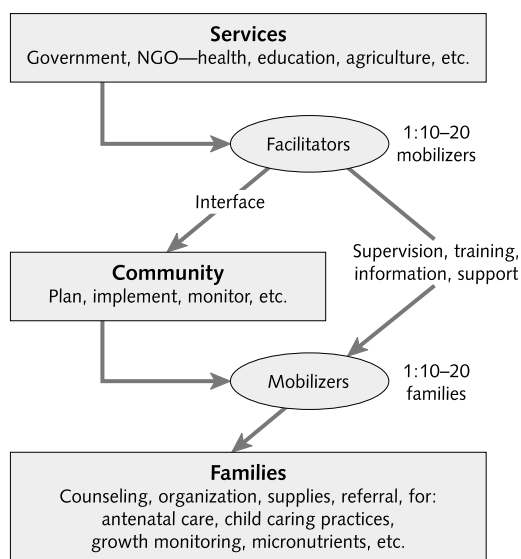 Services
Government, NGO—health, education, agriculture, etc.
Facilitators
1:10–20
mobilizers
Interface
Supervision, training,
information, support
Community
Plan, implement, monitor, etc.
Mobilizers
1:10–20
families
Families
Counseling, organization, supplies, referral, for:
antenatal care, child caring practices,
growth monitoring, micronutrients, etc.